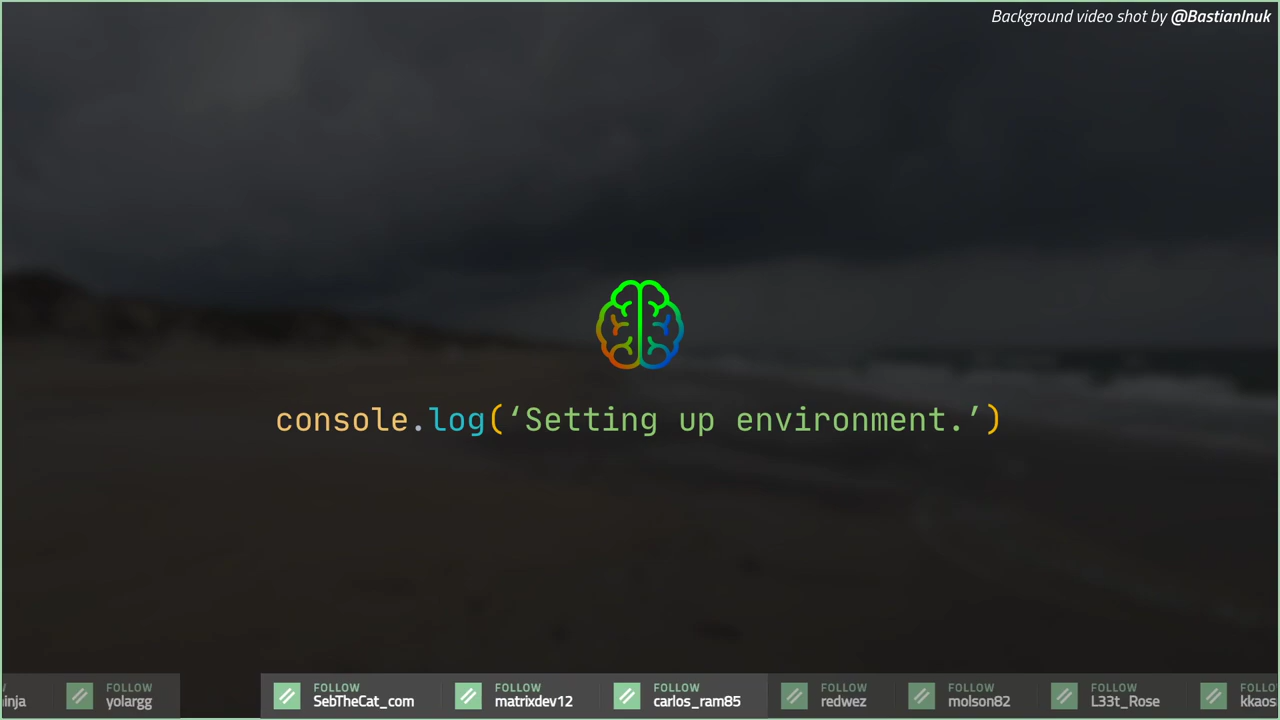 Background video shot by @BastianInuk
console.log(‘Setting up environment.’)
FOLLOW FOLLOW FOLLOW FOLLOW FOLLOW FOLLOW FOLLOW
yolargg SebTheCat_com matrixdev12 carlos_ram85 redwez molson82 L33t_Rose